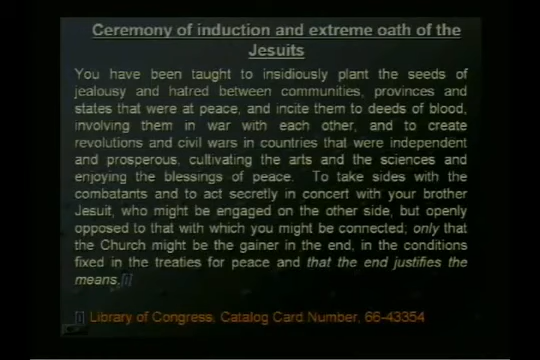 Ceremony of induction and extreme oath of the
Jesuits
You have been taught to insidiously plant the seeds of
jealousy and hatred between communities, provinces and
states that were at peace, and incite them to deeds of blood,
involving them in war with each other, and to create
revolutions and civil wars in countries that were independent
and prosperous, cultivating the arts and the sciences and
enjoying the blessings of peace. To take sides with the
combatants and to act secretly in concert with your brother
Jesuit, who might be engaged on the other side, but openly
opposed to that with which you might be connected; only that
the Church might be the gainer in the end, in the conditions
fixed in the treaties for peace and that the end justifies the
means.[i]
[i] Library of Congress, Catalog Card Number, 66-43354